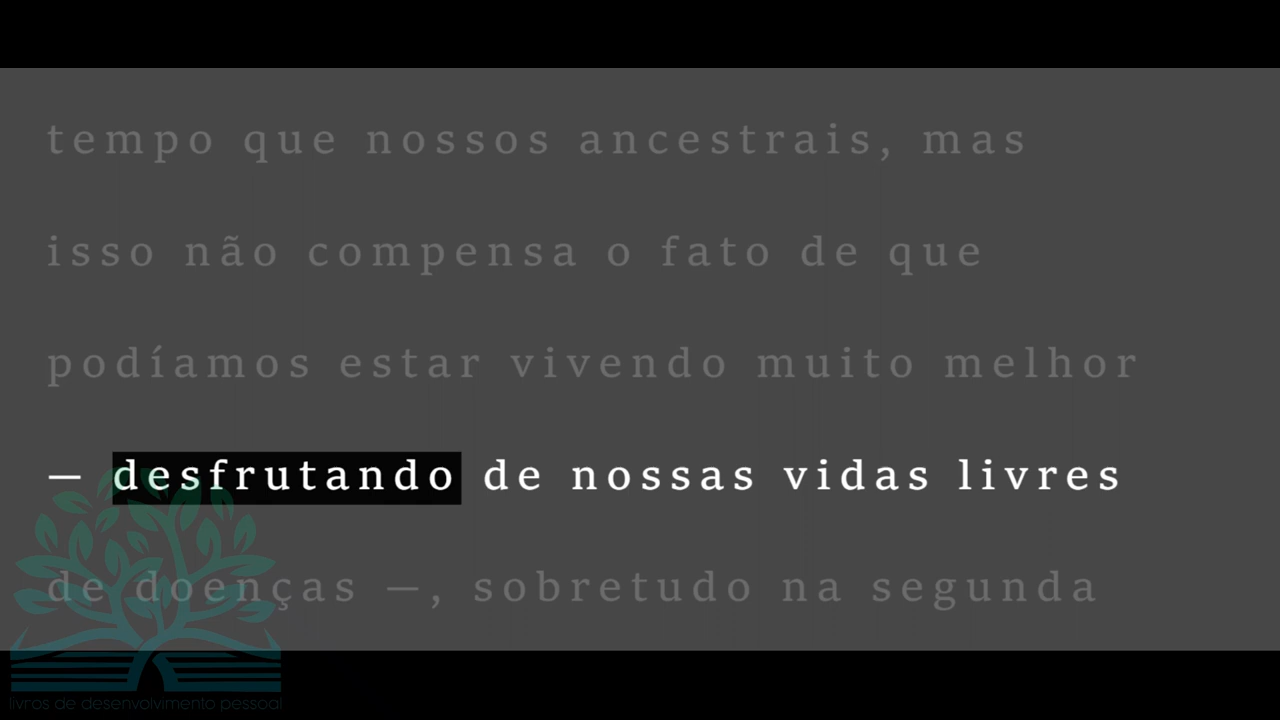 tempo que nossos ancestrais, mas
isso não compensa o fato de que
podíamos estar vivendo muito melhor
— desfrutando de nossas vidas livres
de doenças —, sobretudo na segunda
livros de desenvolvimento pessoal